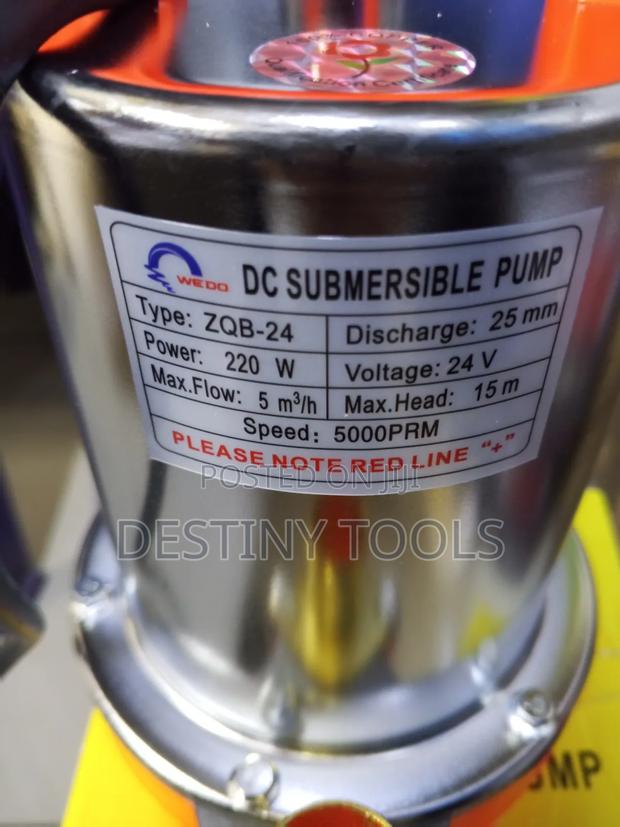 WEDO DC SUBMERSIBLE PUMP
Type: ZQB-24 Discharge: 25 mm
Power: 220 W Voltage: 24 V
Max.Flow: 5 m³/h Max.Head: 15 m
Speed: 5000PRM
PLEASE NOTE RED LINE "+"
POSTED ON JIJI
DESTINY TOOLS